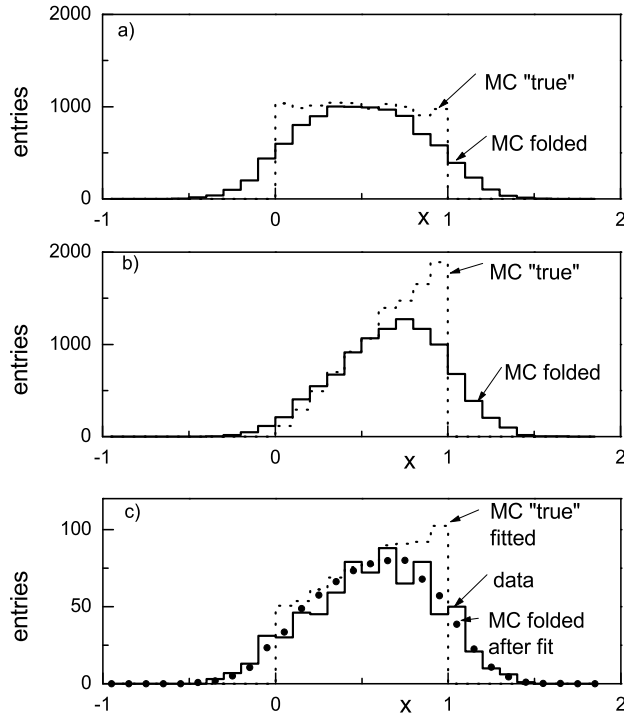 a)
2000
1000
0
entries
MC "true"
MC folded
-1
0
x
1
2
b)
2000
1000
0
entries
MC "true"
MC folded
-1
0
x
1
2
c)
100
50
0
entries
MC "true"
fitted
data
MC folded
after fit
-1
0
x
1
2